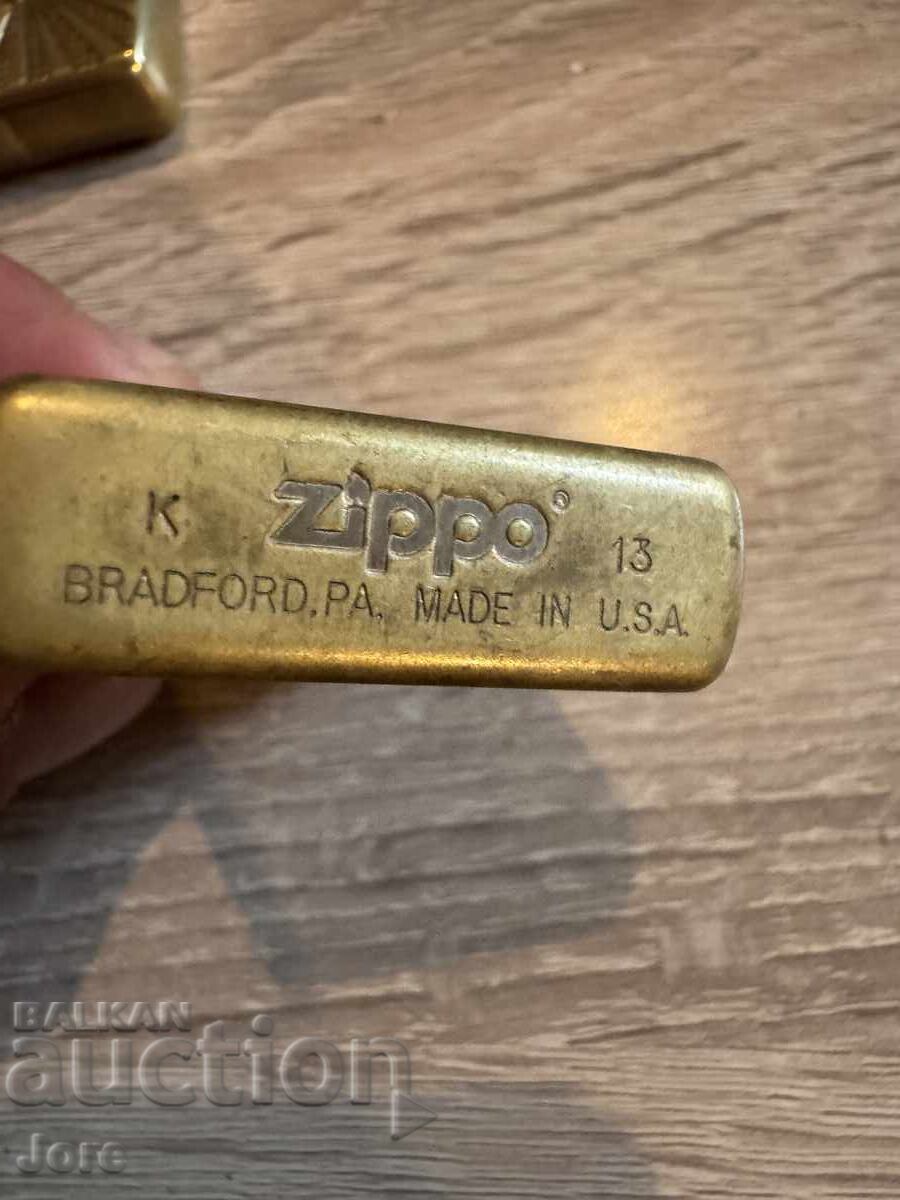 K zippo® 13
BRADFORD, PA. MADE IN U.S.A.
BALKAN
auction
Jore